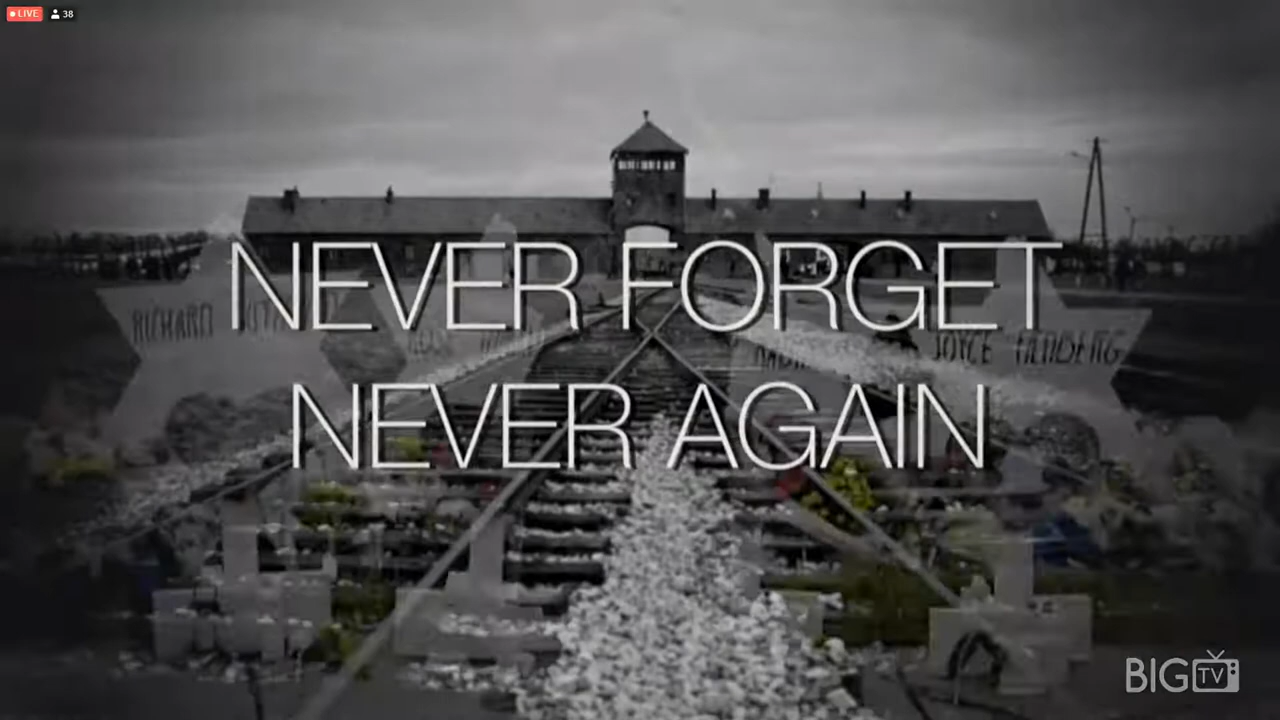 LIVE 38
NEVER FORGET
NEVER AGAIN
RICHARD
JOYCE
BIG TV